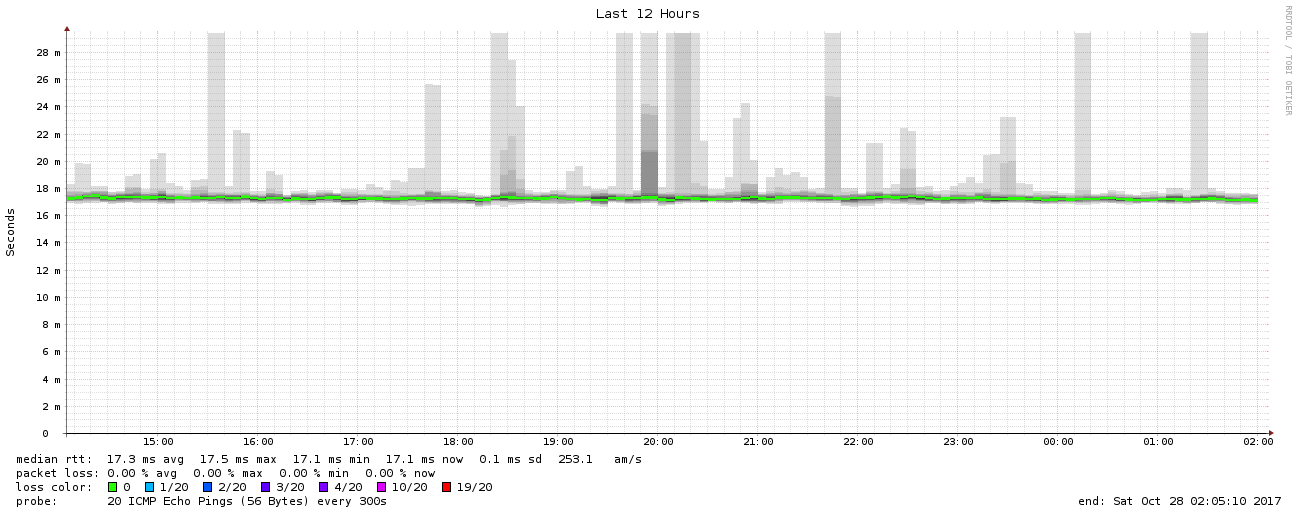 Last 12 Hours
RRDTOOL / TOBI OETIKER
Seconds
28 m
26 m
24 m
22 m
20 m
18 m
16 m
14 m
12 m
10 m
8 m
6 m
4 m
2 m
0
15:00 16:00 17:00 18:00 19:00 20:00 21:00 22:00 23:00 00:00 01:00 02:00
median rtt: 17.3 ms avg 17.5 ms max 17.1 ms min 17.1 ms now 0.1 ms sd 253.1 am/s
packet loss: 0.00 % avg 0.00 % max 0.00 % min 0.00 % now
loss color: 0 1/20 2/20 3/20 4/20 10/20 19/20
probe: 20 ICMP Echo Pings (56 Bytes) every 300s end: Sat Oct 28 02:05:10 2017